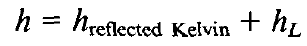 h = h_reflected Kelvin + h_L